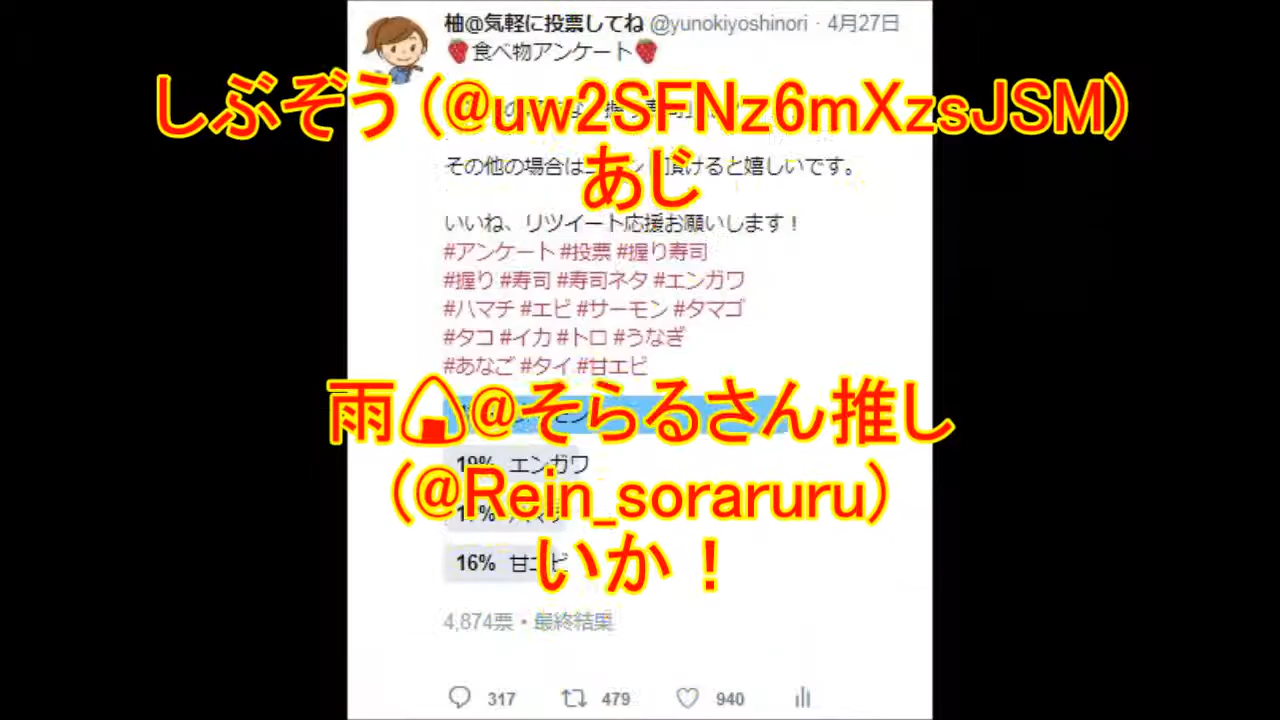 柚@気軽に投票してね @yunokiyoshinori · 4月27日
🍓食べ物アンケート🍓
しぶぞう(@uw2SFNz6mXzsJSM)
その他の場合は 頂けると嬉しいです。
あじ
いいね、リツイート応援お願いします！
#アンケート #投票 #握り寿司
#握り #寿司 #寿司ネタ #エンガワ
#ハマチ #エビ #サーモン #タマゴ
#タコ #イカ #トロ #うなぎ
#あなご #タイ #甘エビ
雨🍙@そらるさん推し
19% エンガワ
(@Rein_soraruru)
16% 甘エビ
いか！
4,874票・最終結果
317 479 940